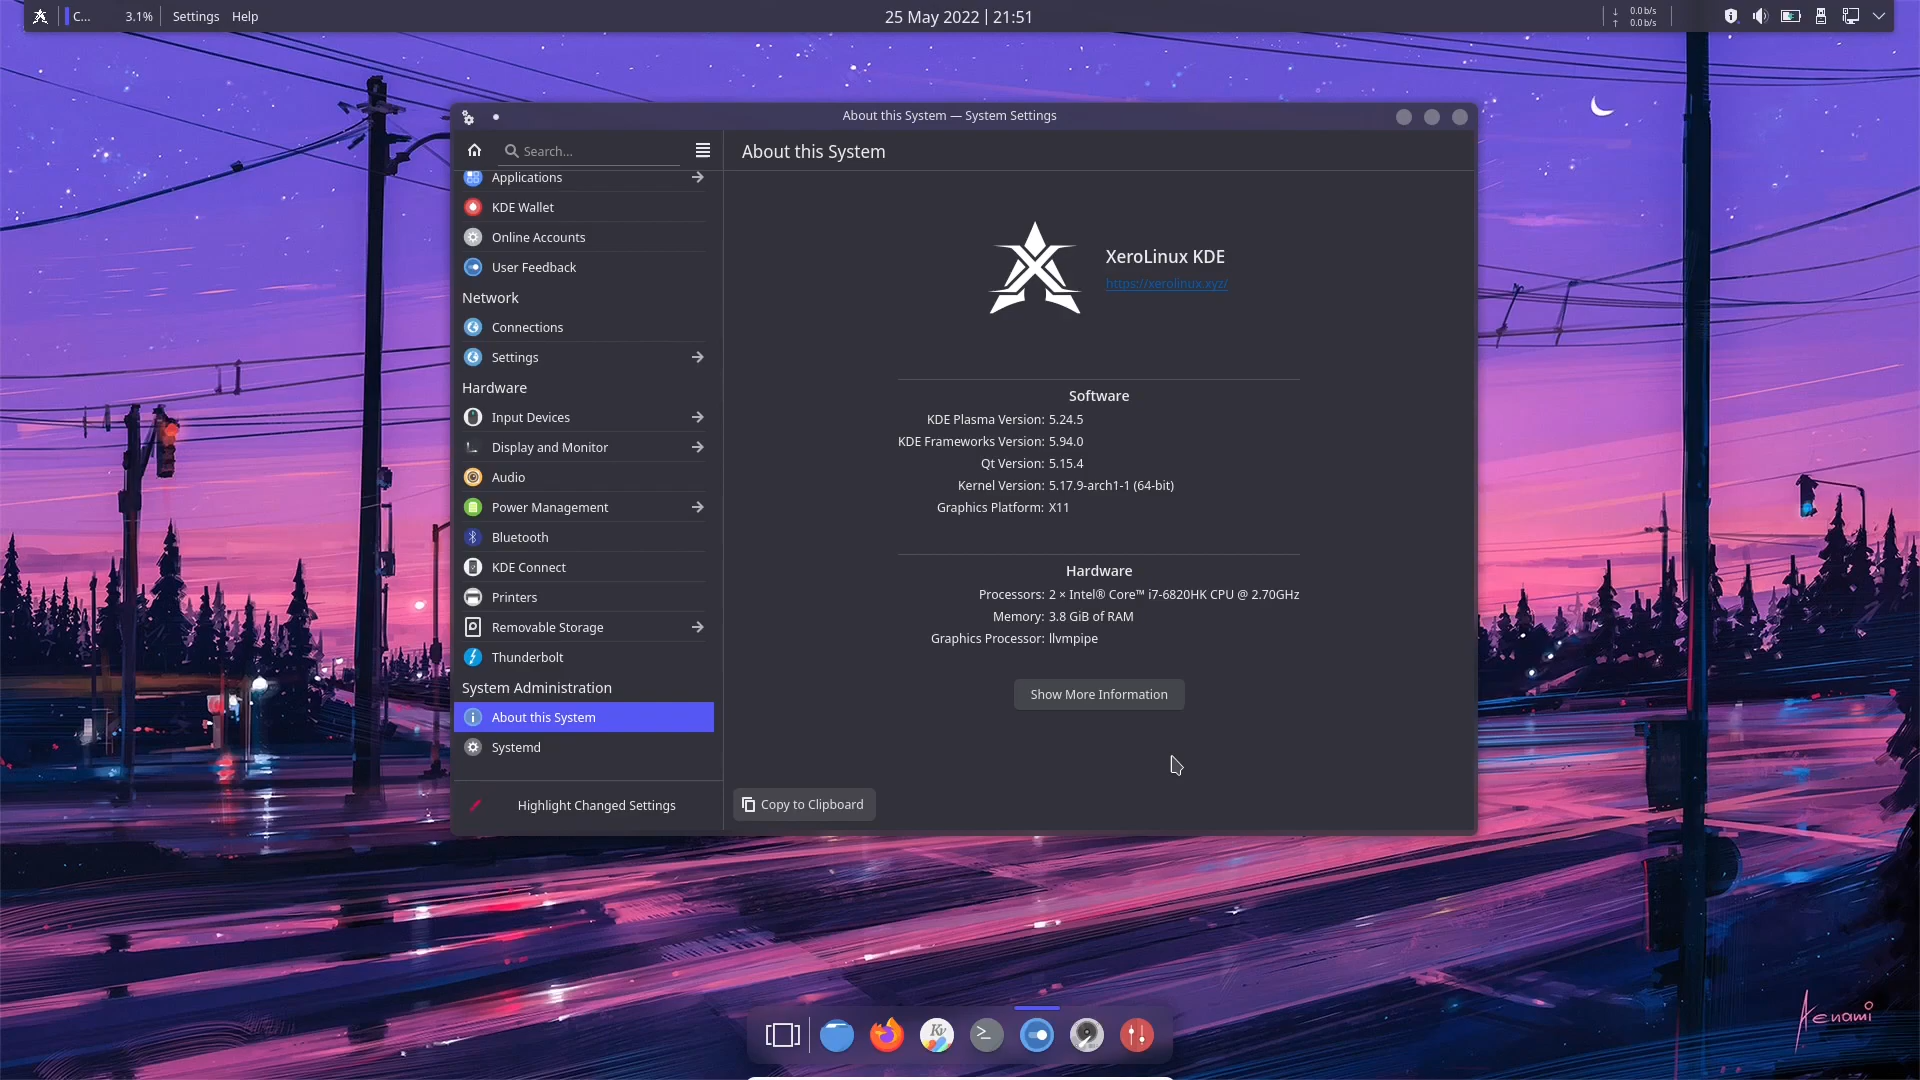 C... 3.1% Settings Help
25 May 2022 | 21:51
↓ 0.0 b/s
↑ 0.0 b/s
About this System — System Settings
Search...
Applications
KDE Wallet
Online Accounts
User Feedback
Network
Connections
Settings
Hardware
Input Devices
Display and Monitor
Audio
Power Management
Bluetooth
KDE Connect
Printers
Removable Storage
Thunderbolt
System Administration
About this System
Systemd
Highlight Changed Settings
About this System
XeroLinux KDE
https://xerolinux.xyz/
Software
KDE Plasma Version: 5.24.5
KDE Frameworks Version: 5.94.0
Qt Version: 5.15.4
Kernel Version: 5.17.9-arch1-1 (64-bit)
Graphics Platform: X11
Hardware
Processors: 2 × Intel® Core™ i7-6820HK CPU @ 2.70GHz
Memory: 3.8 GiB of RAM
Graphics Processor: llvmpipe
Show More Information
Copy to Clipboard
Kv
Aenami